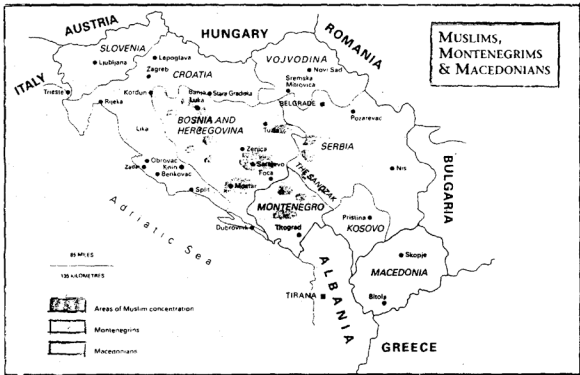 AUSTRIA
HUNGARY
ROMANIA
ITALY
BULGARIA
GREECE
ALBANIA
Adriatic Sea
MUSLIMS,
MONTENEGRIMS
& MACEDONIANS
SLOVENIA
Ljubljana
Lepoglava
Zagreb
CROATIA
VOJVODINA
Novi Sad
Sremska
Mitrovica
Trieste
Rijeka
Kordun
Banja
Luka
Stara Gradiska
BELGRADE
Pozarevac
BOSNIA AND
HERCEGOVINA
Lika
Tuzla
SERBIA
Zenica
Obrovac
Zadar
Knin
Benkovac
Sarajevo
Foca
THE SANDZAK
Nis
Split
Mostar
MONTENEGRO
Pristina
KOSOVO
Dubrovnik
Titograd
Skopje
MACEDONIA
Bitola
TIRANA
85 MILES
135 KILOMETRES
Areas of Muslim concentration
Montenegrins
Macedonians